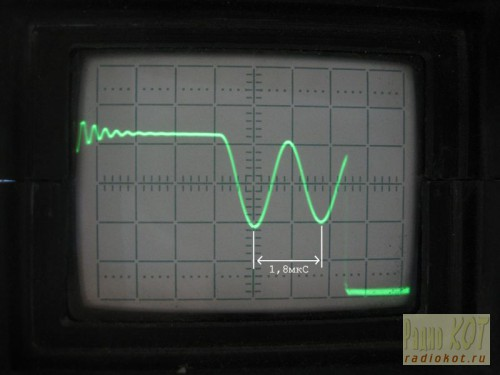 1,8мкС
Радио КОТ
radiokot.ru